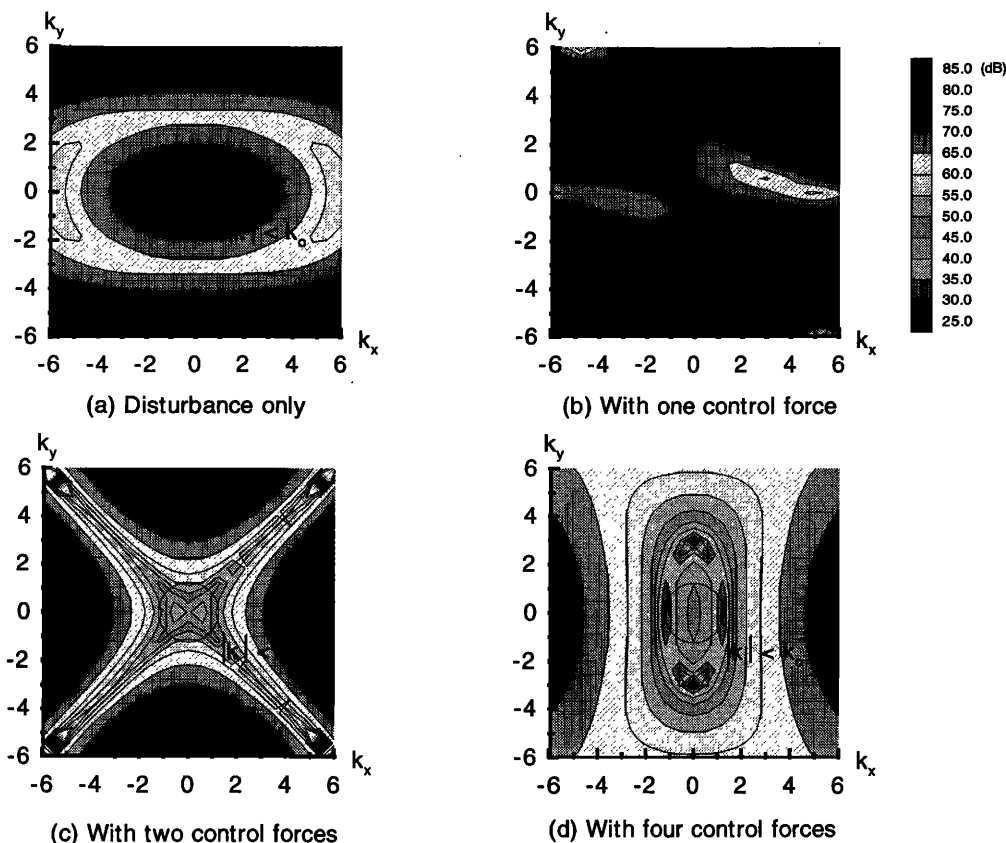 k_y
6
4
2
0
-2
-4
-6
k_x
-6 -4 -2 0 2 4 6
(a) Disturbance only
k_y
6
4
2
0
-2
-4
-6
k_x
-6 -4 -2 0 2 4 6
(b) With one control force
85.0 (dB)
80.0
75.0
70.0
65.0
60.0
55.0
50.0
45.0
40.0
35.0
30.0
25.0
k_y
6
4
2
0
-2
-4
-6
|k| <
k_x
-6 -4 -2 0 2 4 6
(c) With two control forces
k_y
6
4
2
0
-2
-4
-6
k_x
-6 -4 -2 0 2 4 6
(d) With four control forces